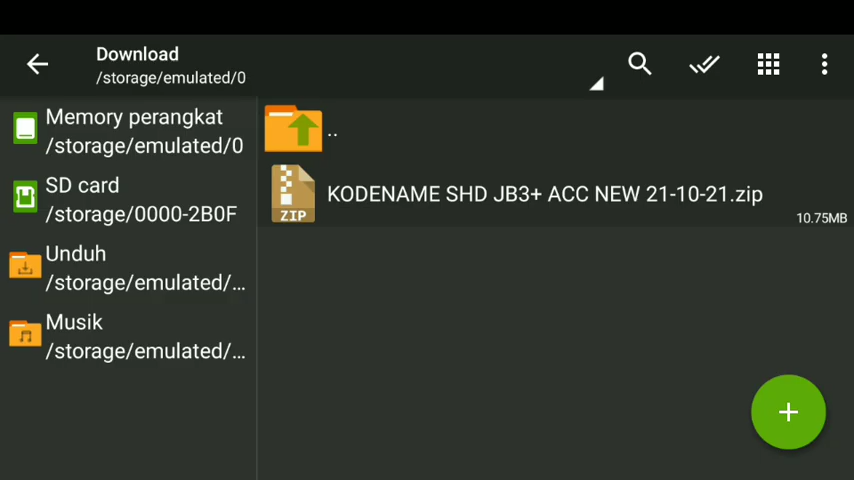 Download
/storage/emulated/0
Memory perangkat
/storage/emulated/0
SD card
/storage/0000-2B0F
Unduh
/storage/emulated/...
Musik
/storage/emulated/...
..
KODENAME SHD JB3+ ACC NEW 21-10-21.zip
ZIP
10.75MB